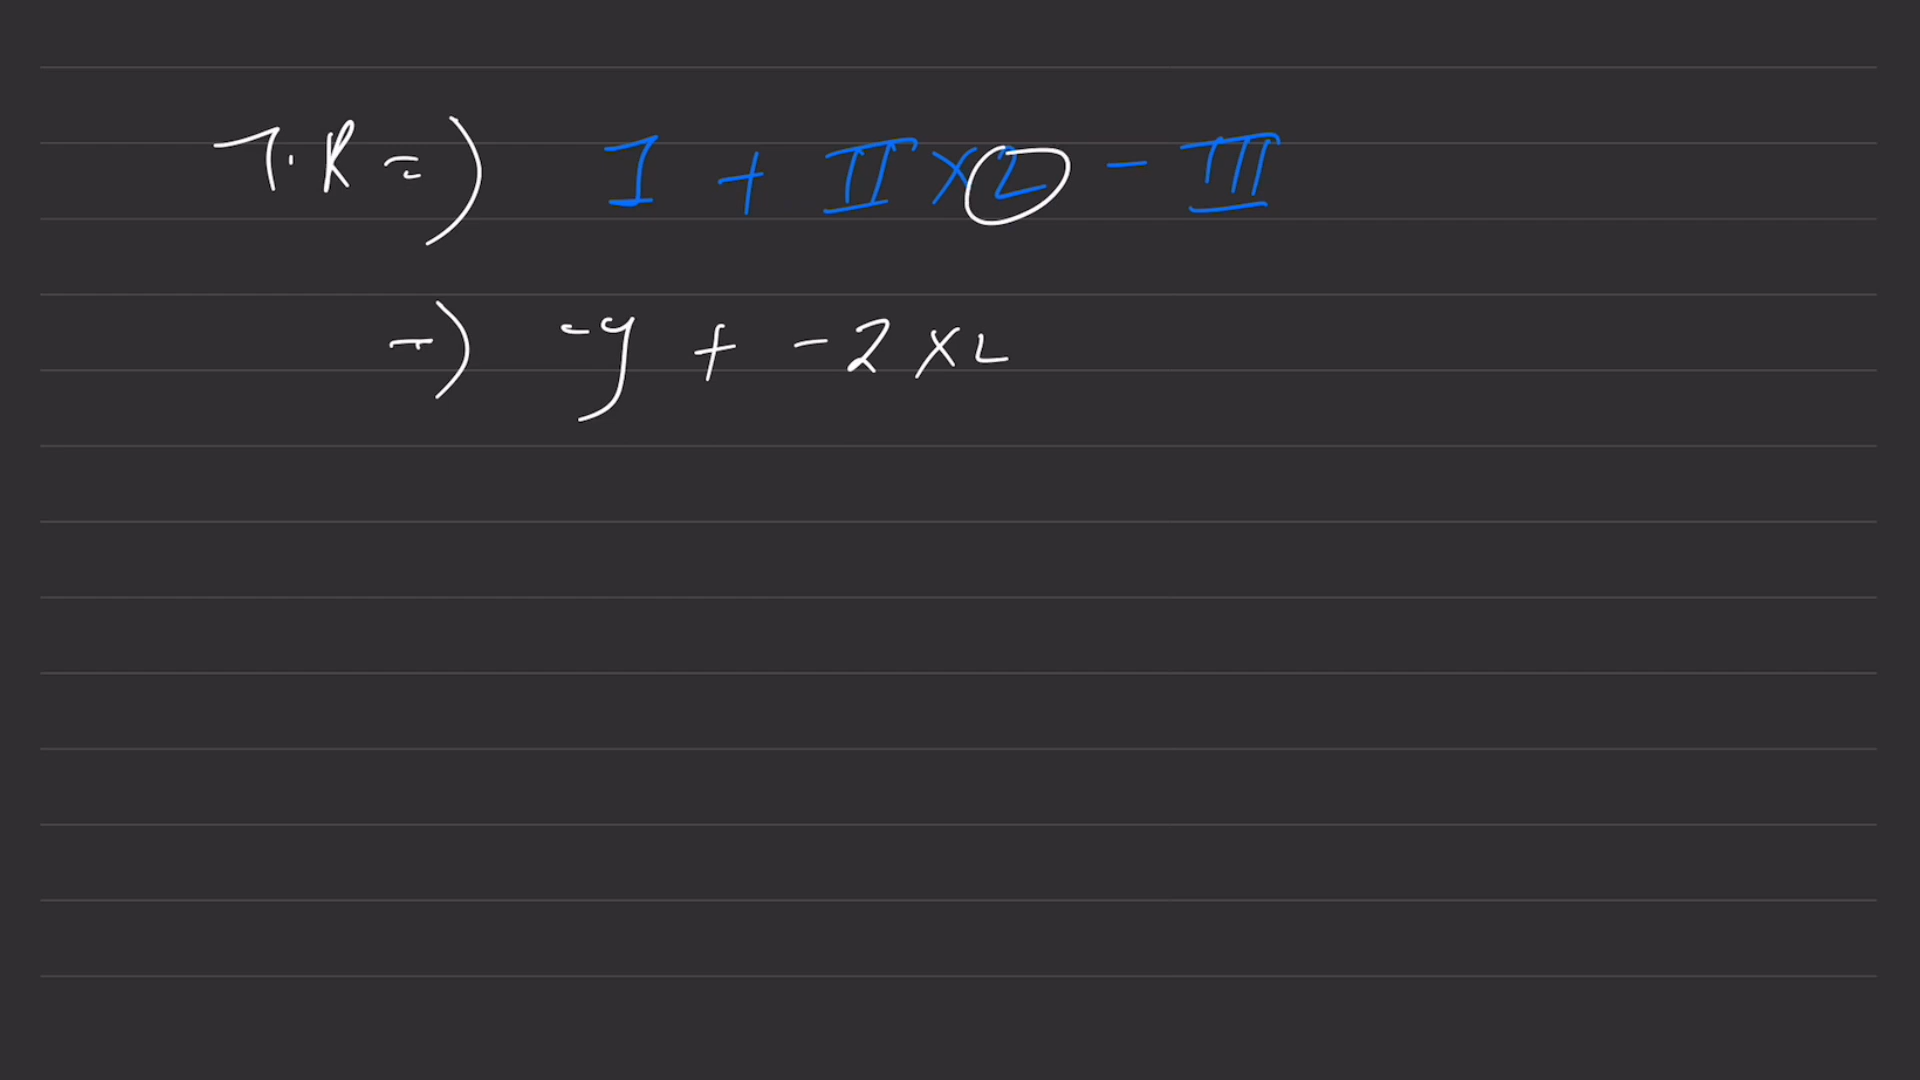 T.R => I + II x 2 - III
=> -y + -2 x 2